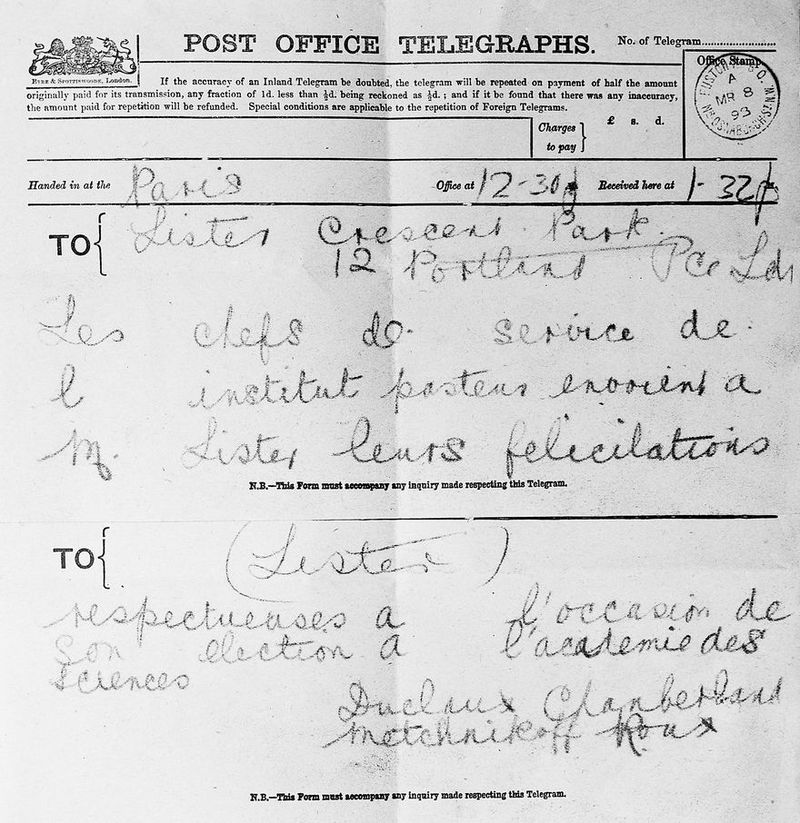 POST OFFICE TELEGRAPHS.
No. of Telegram
EYRE & SPOTTISWOODE, London.
If the accuracy of an Inland Telegram be doubted, the telegram will be repeated on payment of half the amount
originally paid for its transmission, any fraction of 1d. less than ½d. being reckoned as ½d.; and if it be found that there was any inaccuracy,
the amount paid for repetition will be refunded. Special conditions are applicable to the repetition of Foreign Telegrams.
Office Stamp
A
MR 8
93
Charges to pay } £ s. d.
Handed in at the Paris Office at 12-30 Received here at 1-32p
TO { Lister Crescent Park
12 Portland Pce Ldn
Les chefs de service de
l institut pasteur envoient a
M. Lister leurs felicitations
N.B.—This Form must accompany any inquiry made respecting this Telegram.
TO { (Lister)
respectueuses a l'occasion de
son election a l'academie des
sciences
Duclaux Chamberland
Metchnikoff Roux
N.B.—This Form must accompany any inquiry made respecting this Telegram.